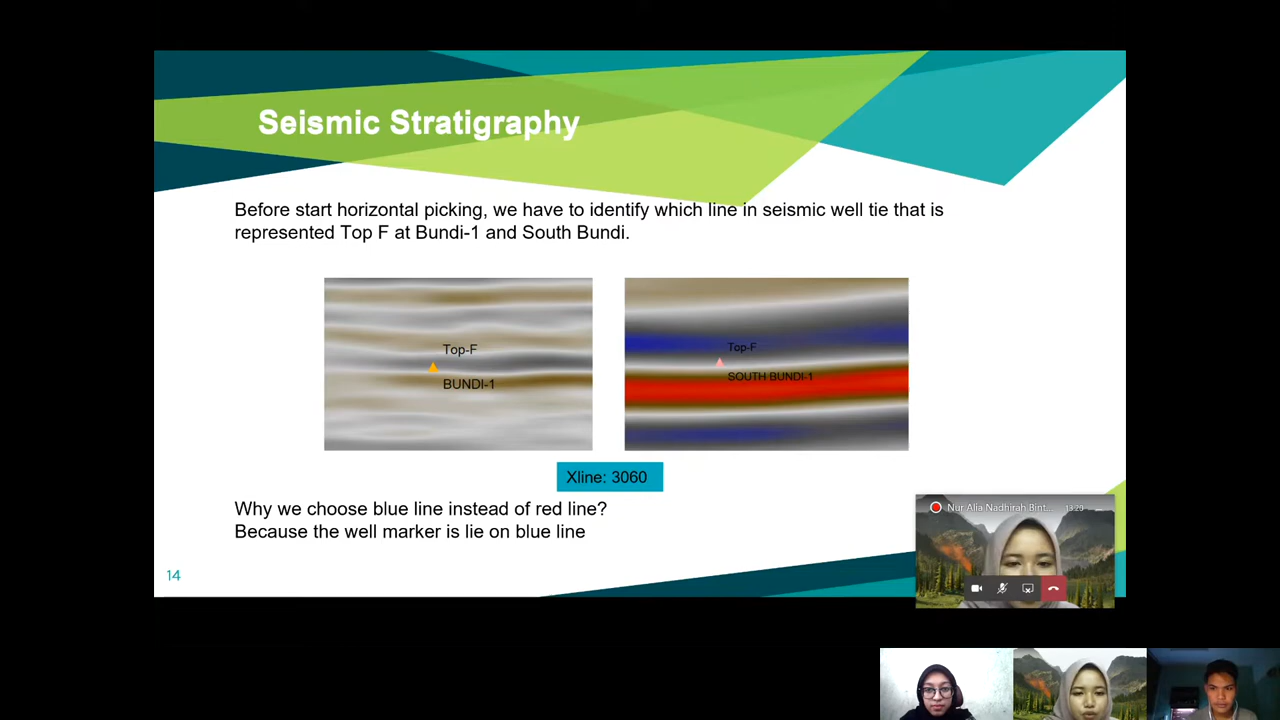 Seismic Stratigraphy
Before start horizontal picking, we have to identify which line in seismic well tie that is
represented Top F at Bundi-1 and South Bundi.
Top-F
BUNDI-1
Top-F
SOUTH BUNDI-1
Xline: 3060
Why we choose blue line instead of red line?
Because the well marker is lie on blue line
14
Nur Alia Nadhirah Bint...
13:20